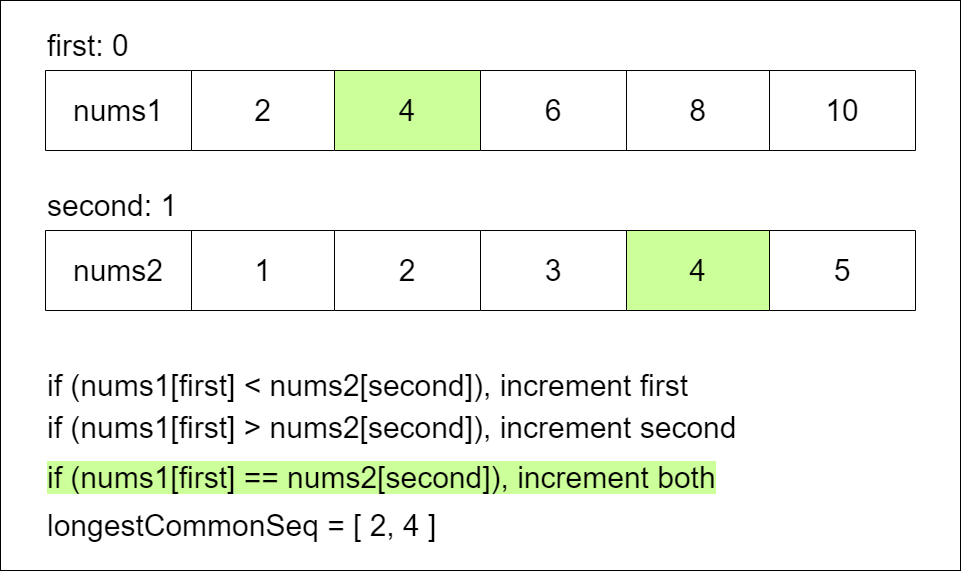 first: 0
nums1 2 4 6 8 10
second: 1
nums2 1 2 3 4 5
if (nums1[first] < nums2[second]), increment first
if (nums1[first] > nums2[second]), increment second
if (nums1[first] == nums2[second]), increment both
longestCommonSeq = [ 2, 4 ]